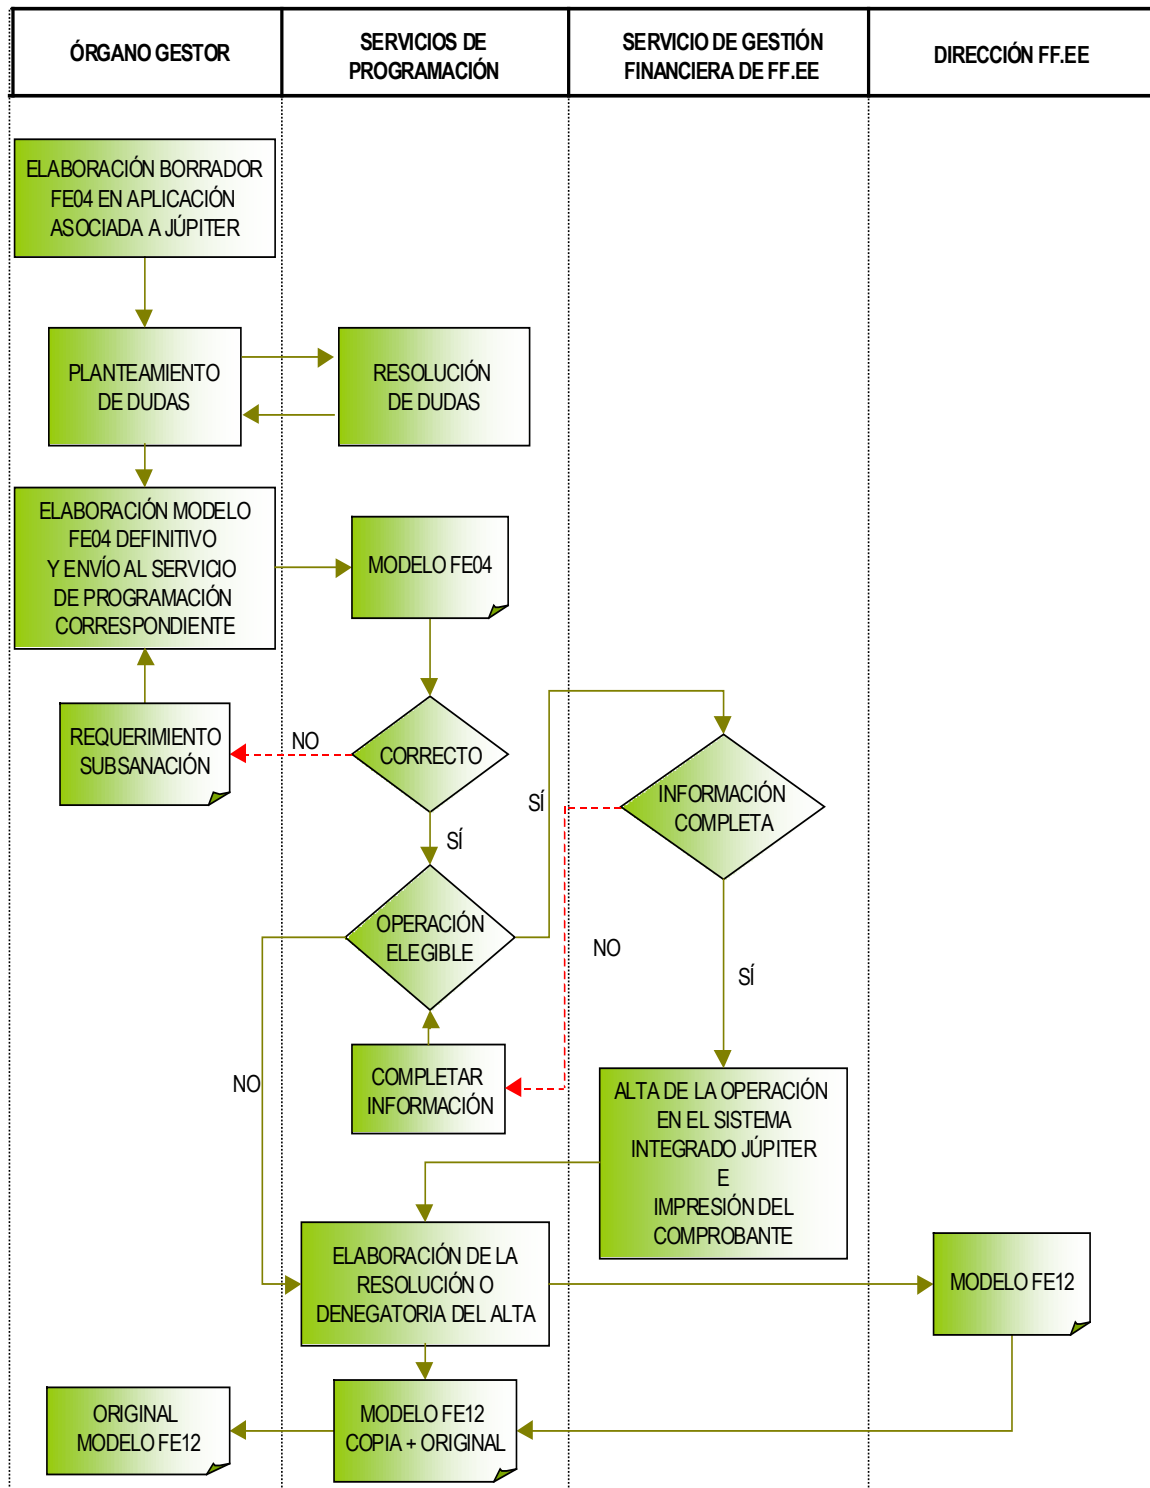 ÓRGANO GESTOR
SERVICIOS DE
PROGRAMACIÓN
SERVICIO DE GESTIÓN
FINANCIERA DE FF.EE
DIRECCIÓN FF.EE
ELABORACIÓN BORRADOR
FE04 EN APLICACIÓN
ASOCIADA A JÚPITER
PLANTEAMIENTO
DE DUDAS
RESOLUCIÓN
DE DUDAS
ELABORACIÓN MODELO
FE04 DEFINITIVO
Y ENVÍO AL SERVICIO
DE PROGRAMACIÓN
CORRESPONDIENTE
MODELO FE04
REQUERIMIENTO
SUBSANACIÓN
NO
CORRECTO
SÍ
SÍ
INFORMACIÓN
COMPLETA
OPERACIÓN
ELEGIBLE
NO
SÍ
NO
COMPLETAR
INFORMACIÓN
ALTA DE LA OPERACIÓN
EN EL SISTEMA
INTEGRADO JÚPITER
E
IMPRESIÓN DEL
COMPROBANTE
ELABORACIÓN DE LA
RESOLUCIÓN O
DENEGATORIA DEL ALTA
MODELO FE12
ORIGINAL
MODELO FE12
MODELO FE12
COPIA + ORIGINAL